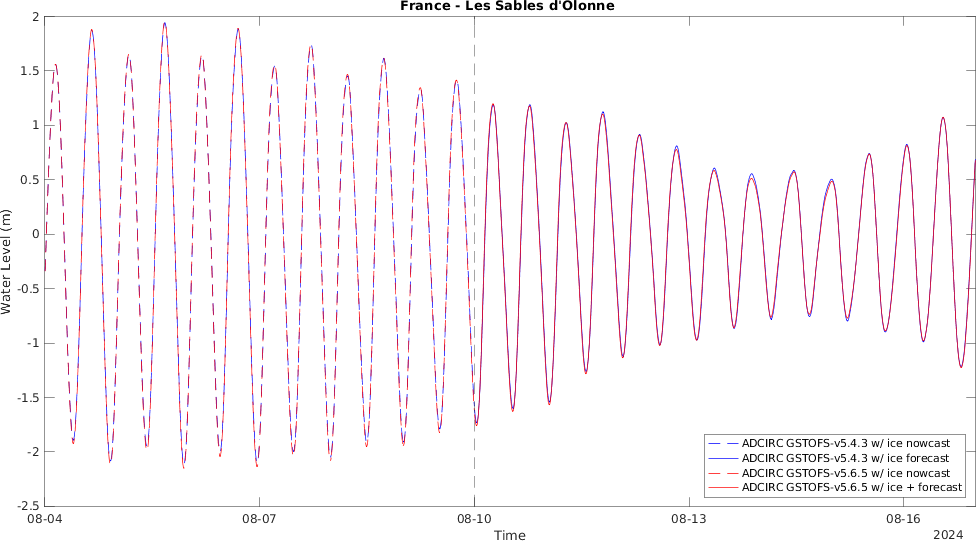 France - Les Sables d'Olonne
2
1.5
1
0.5
0
-0.5
-1
-1.5
-2
-2.5
Water Level (m)
ADCIRC GSTOFS-v5.4.3 w/ ice nowcast
ADCIRC GSTOFS-v5.4.3 w/ ice forecast
ADCIRC GSTOFS-v5.6.5 w/ ice nowcast
ADCIRC GSTOFS-v5.6.5 w/ ice + forecast
08-04 08-07 08-10 08-13 08-16
Time
2024